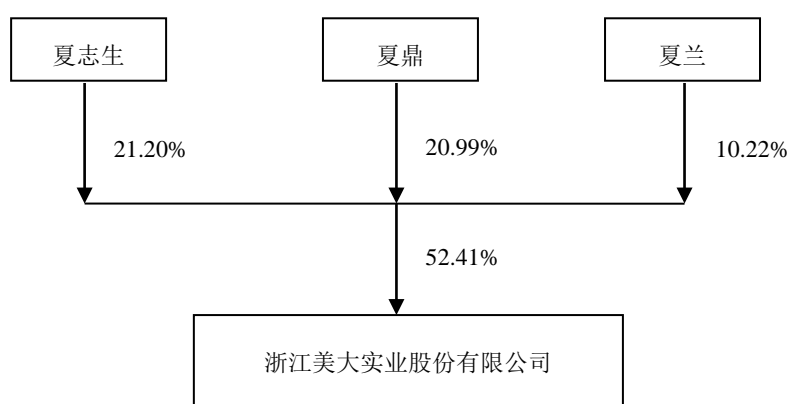 夏志生
夏鼎
夏兰
21.20%
20.99%
10.22%
52.41%
浙江美大实业股份有限公司